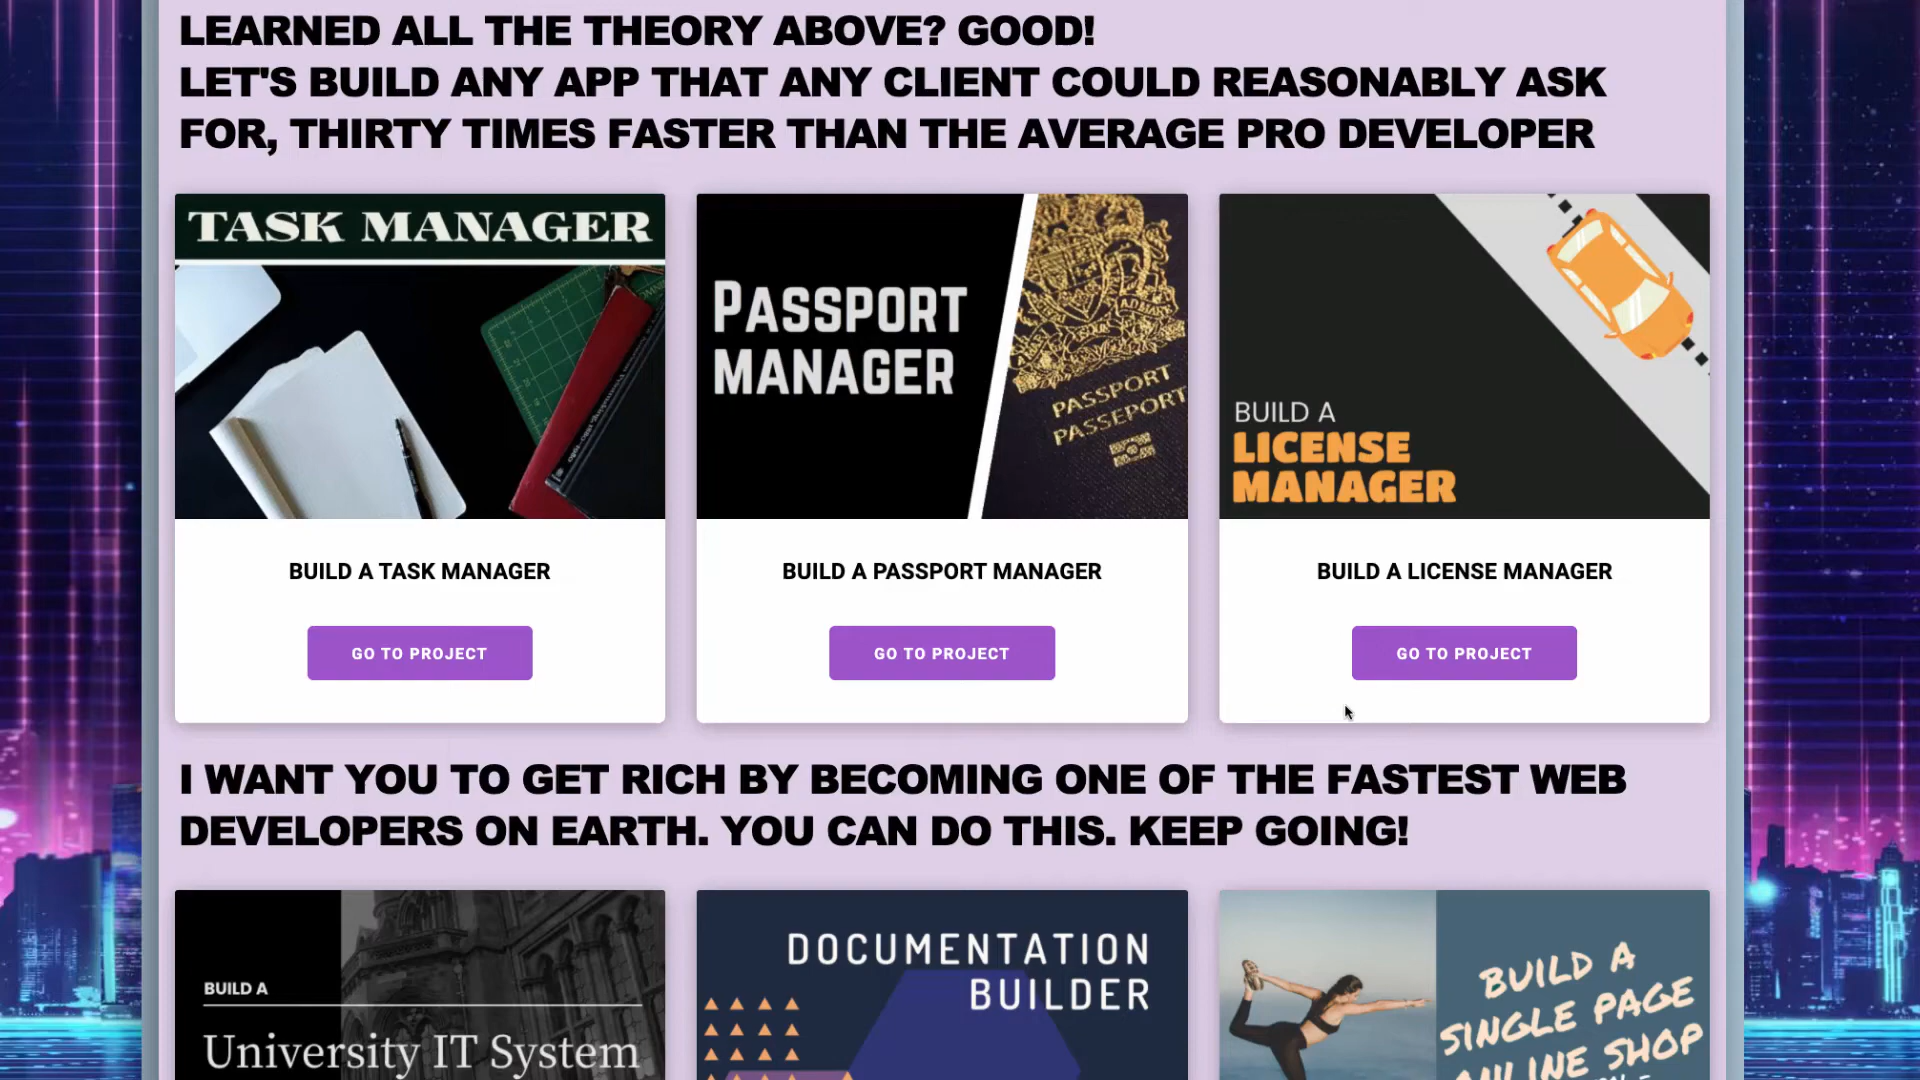 LEARNED ALL THE THEORY ABOVE? GOOD!
LET'S BUILD ANY APP THAT ANY CLIENT COULD REASONABLY ASK
FOR, THIRTY TIMES FASTER THAN THE AVERAGE PRO DEVELOPER
TASK MANAGER
PASSPORT
MANAGER
PASSPORT
PASSEPORT
BUILD A
LICENSE
MANAGER
BUILD A TASK MANAGER
BUILD A PASSPORT MANAGER
BUILD A LICENSE MANAGER
GO TO PROJECT
GO TO PROJECT
GO TO PROJECT
I WANT YOU TO GET RICH BY BECOMING ONE OF THE FASTEST WEB
DEVELOPERS ON EARTH. YOU CAN DO THIS. KEEP GOING!
BUILD A
University IT System
DOCUMENTATION
BUILDER
BUILD A
SINGLE PAGE
ONLINE SHOP